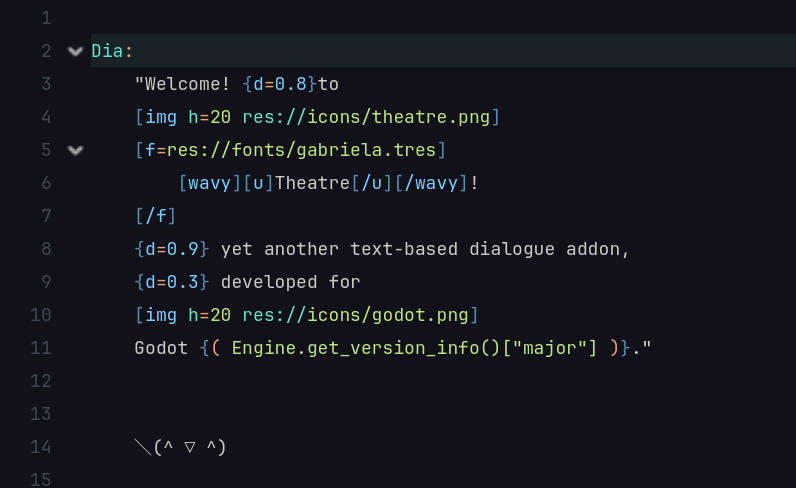 1
2 Dia:
3 "Welcome! {d=0.8}to
4 [img h=20 res://icons/theatre.png]
5 [f=res://fonts/gabriela.tres]
6 [wavy][u]Theatre[/u][/wavy]!
7 [/f]
8 {d=0.9} yet another text-based dialogue addon,
9 {d=0.3} developed for
10 [img h=20 res://icons/godot.png]
11 Godot {( Engine.get_version_info()["major"] )}."
12
13
14 ＼(^ ▽ ^)
15